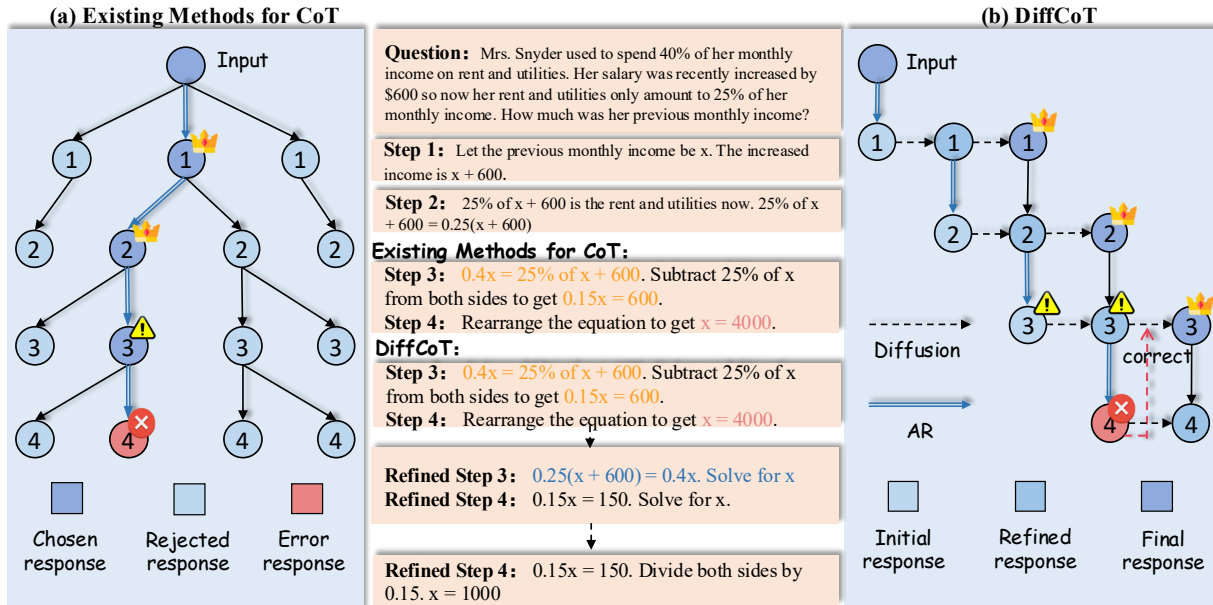 (a) Existing Methods for CoT
Input
1
1
1
2
2
2
2
3
3
3
3
4
4
4
4
Chosen response
Rejected response
Error response
Question： Mrs. Snyder used to spend 40% of her monthly
income on rent and utilities. Her salary was recently increased by
$600 so now her rent and utilities only amount to 25% of her
monthly income. How much was her previous monthly income?
Step 1： Let the previous monthly income be x. The increased
income is x + 600.
Step 2： 25% of x + 600 is the rent and utilities now. 25% of x
+ 600 = 0.25(x + 600)
Existing Methods for CoT:
Step 3： 0.4x = 25% of x + 600. Subtract 25% of x
from both sides to get 0.15x = 600.
Step 4： Rearrange the equation to get x = 4000.
DiffCoT:
Step 3： 0.4x = 25% of x + 600. Subtract 25% of x
from both sides to get 0.15x = 600.
Step 4： Rearrange the equation to get x = 4000.
Refined Step 3： 0.25(x + 600) = 0.4x. Solve for x
Refined Step 4： 0.15x = 150. Solve for x.
Refined Step 4： 0.15x = 150. Divide both sides by
0.15. x = 1000
(b) DiffCoT
Input
1
1
1
2
2
2
3
3
3
Diffusion
correct
AR
4
4
Initial response
Refined response
Final response